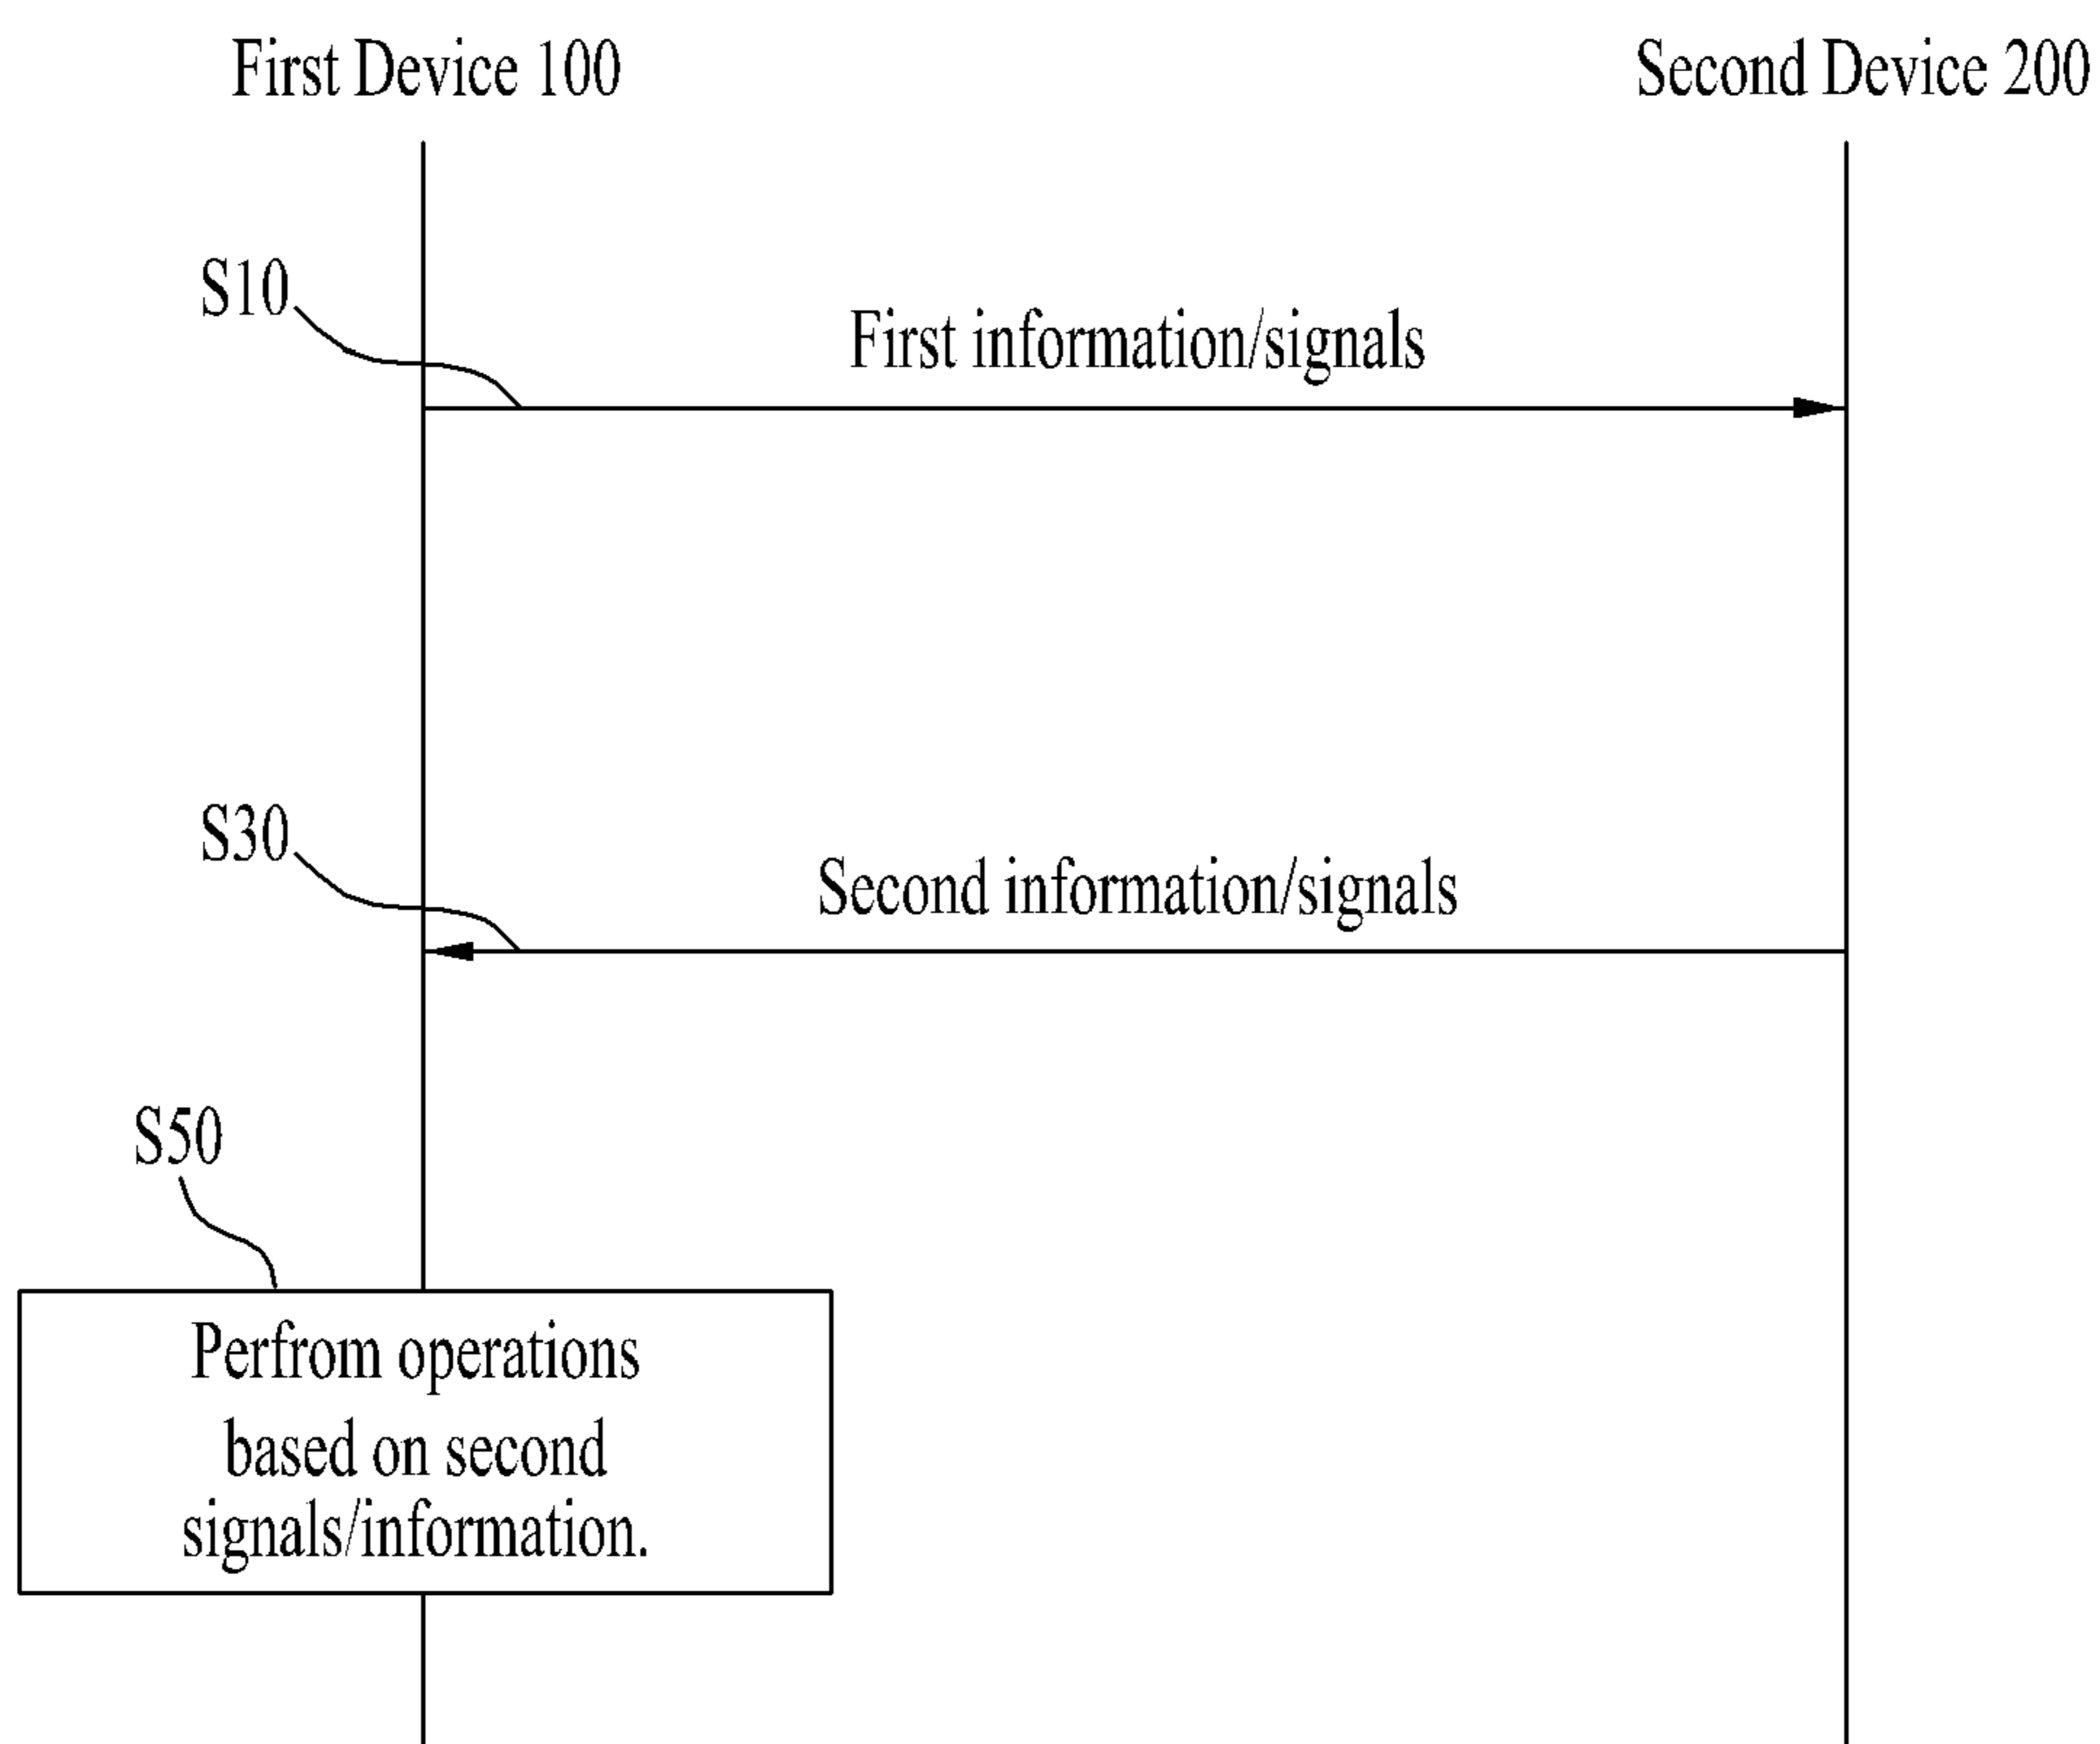 First Device 100
Second Device 200
S10
First information/signals
S30
Second information/signals
S50
Perfrom operations
based on second
signals/information.